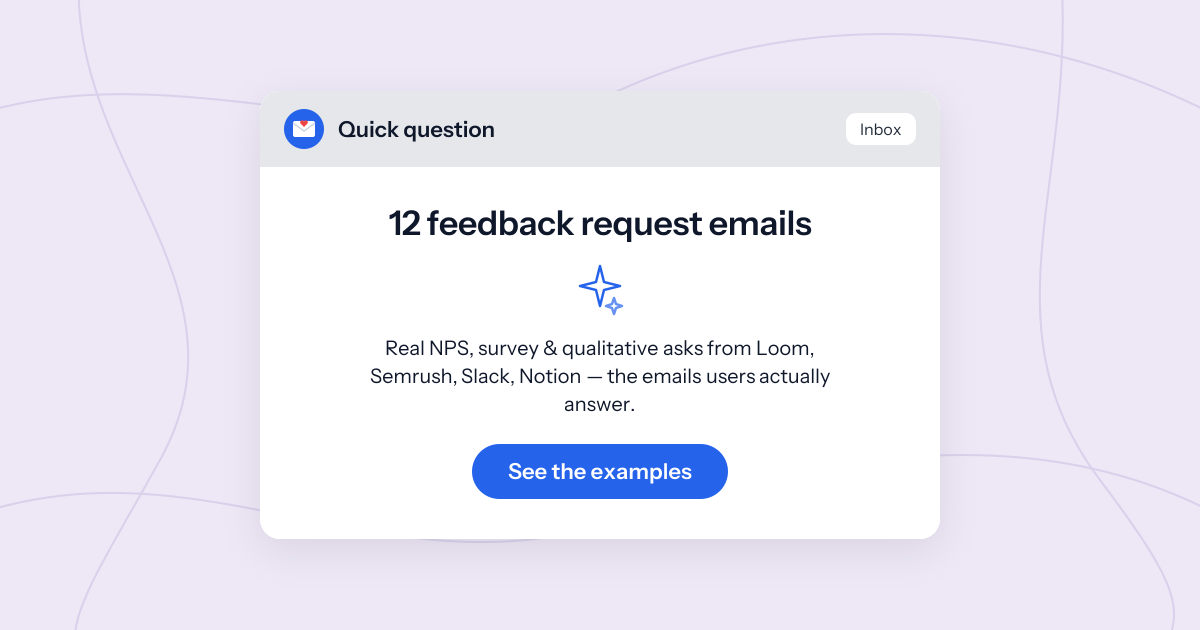 Quick question
Inbox
12 feedback request emails
Real NPS, survey & qualitative asks from Loom,
Semrush, Slack, Notion — the emails users actually
answer.
See the examples